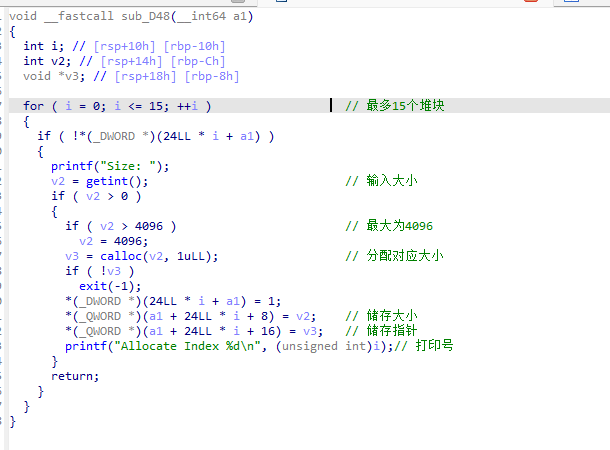 void __fastcall sub_D48(__int64 a1)
{
  int i; // [rsp+10h] [rbp-10h]
  int v2; // [rsp+14h] [rbp-Ch]
  void *v3; // [rsp+18h] [rbp-8h]

  for ( i = 0; i <= 15; ++i ) // 最多15个堆块
  {
    if ( !*(_DWORD *)(24LL * i + a1) )
    {
      printf("Size: ");
      v2 = getint(); // 输入大小
      if ( v2 > 0 )
      {
        if ( v2 > 4096 ) // 最大为4096
          v2 = 4096;
        v3 = calloc(v2, 1uLL); // 分配对应大小
        if ( !v3 )
          exit(-1);
        *(_DWORD *)(24LL * i + a1) = 1;
        *(_QWORD *)(a1 + 24LL * i + 8) = v2; // 储存大小
        *(_QWORD *)(a1 + 24LL * i + 16) = v3; // 储存指针
        printf("Allocate Index %d\n", (unsigned int)i);// 打印号
      }
      return;
    }
  }
}